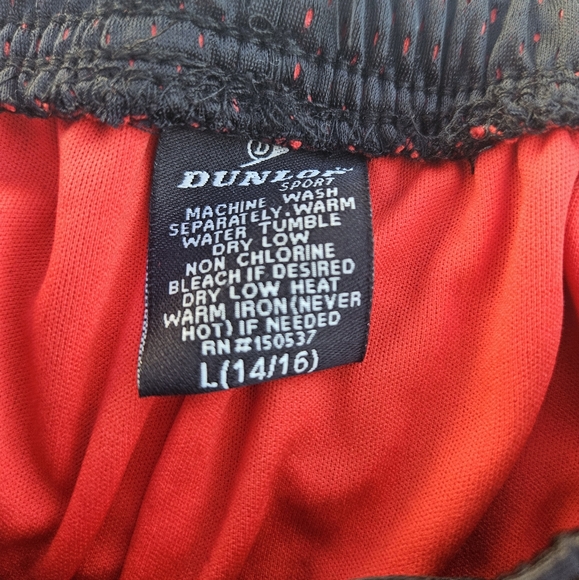 D
DUNLOP
SPORT
MACHINE WASH
SEPARATELY.WARM
WATER TUMBLE
DRY LOW
NON CHLORINE
BLEACH IF DESIRED
DRY LOW HEAT
WARM IRON(NEVER
HOT) IF NEEDED
RN#150537
L(14/16)